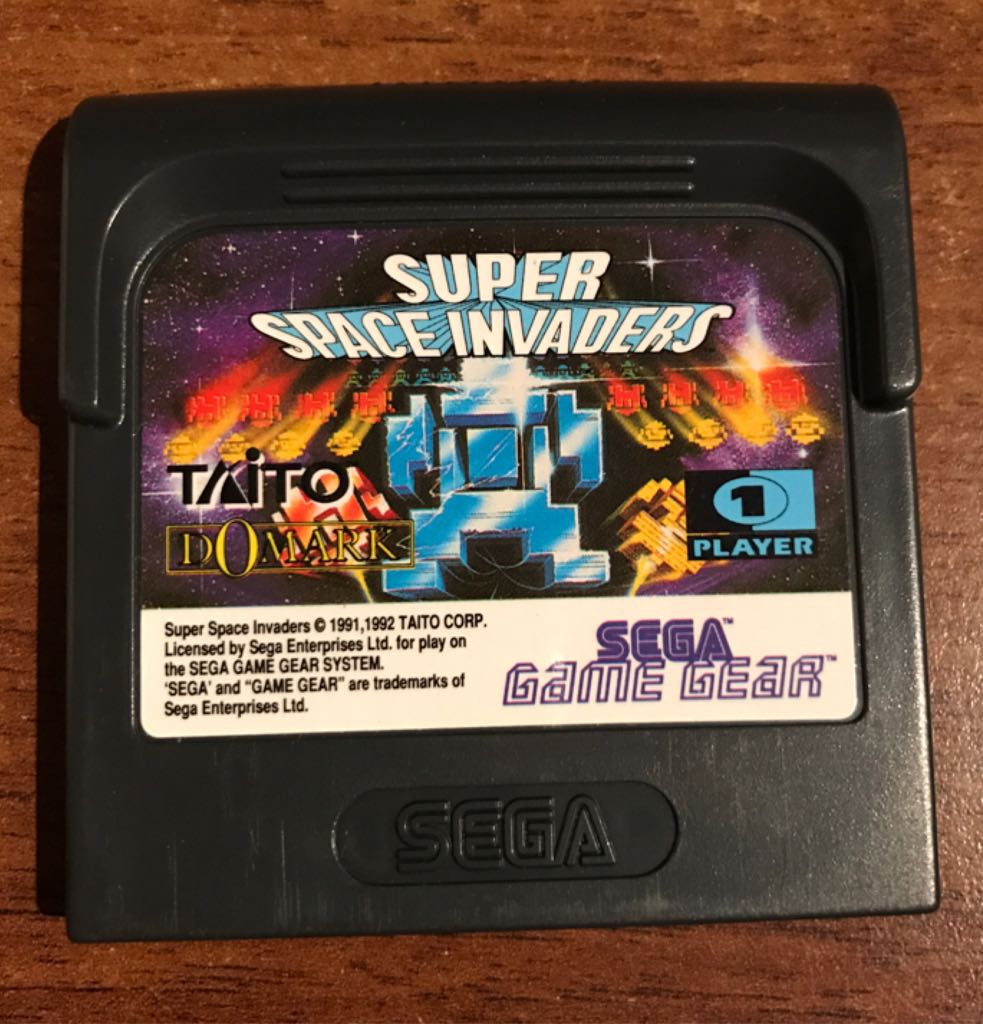 SUPER
SPACE INVADERS
TAiTO
DOMARK
1
PLAYER
Super Space Invaders © 1991,1992 TAITO CORP.
Licensed by Sega Enterprises Ltd. for play on
the SEGA GAME GEAR SYSTEM.
'SEGA' and "GAME GEAR" are trademarks of
Sega Enterprises Ltd.
SEGA™
GAME GEAR™
SEGA